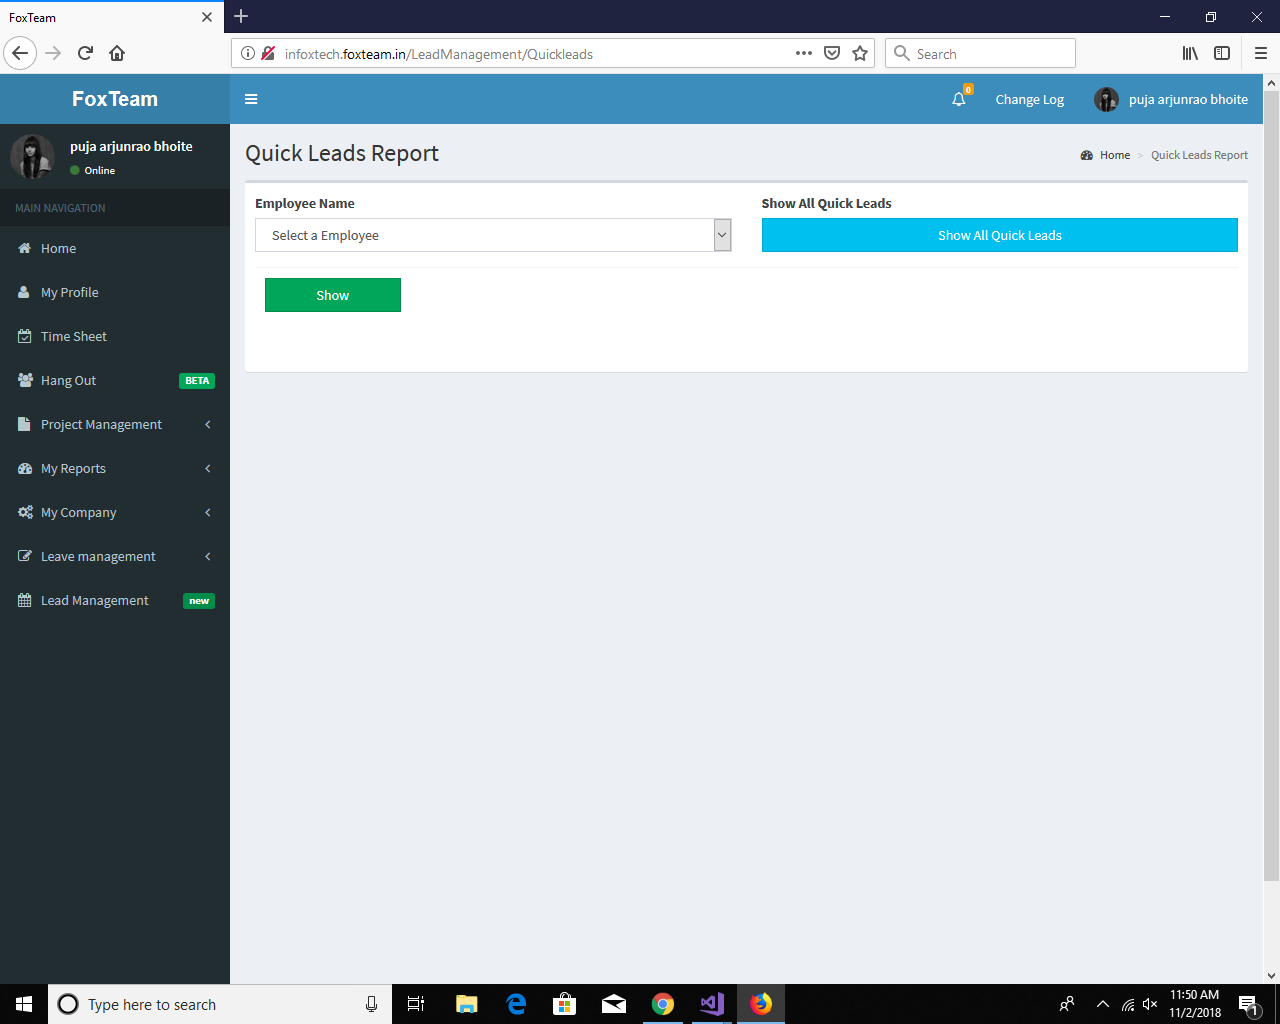 FoxTeam
infoxtech.foxteam.in/LeadManagement/Quickleads
Search
FoxTeam
0
Change Log
puja arjunrao bhoite
puja arjunrao bhoite
Online
MAIN NAVIGATION
Home
My Profile
Time Sheet
Hang Out BETA
Project Management
My Reports
My Company
Leave management
Lead Management new
Quick Leads Report
Home > Quick Leads Report
Employee Name
Select a Employee
Show All Quick Leads
Show All Quick Leads
Show
Type here to search
11:50 AM
11/2/2018
1